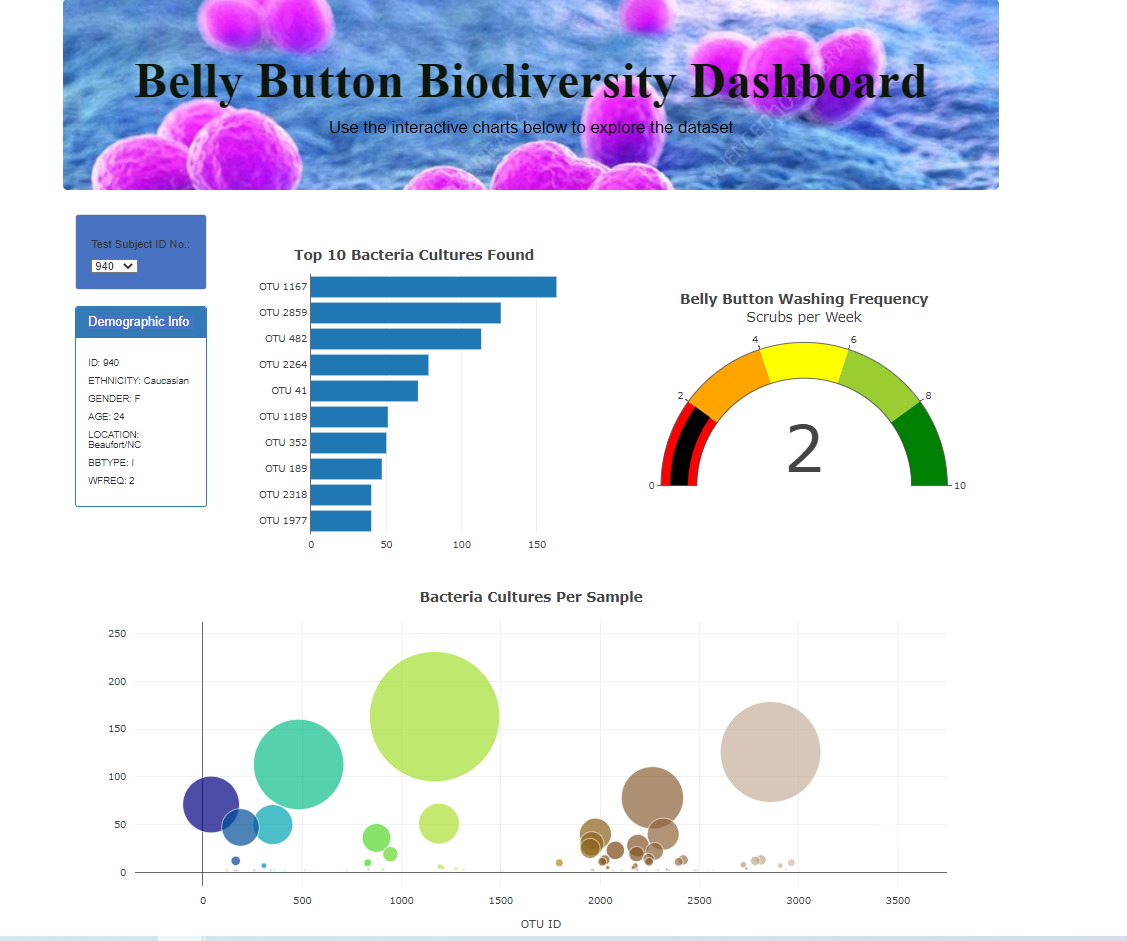 Belly Button Biodiversity Dashboard
Use the interactive charts below to explore the dataset
Test Subject ID No.:
940
Demographic Info
ID: 940
ETHNICITY: Caucasian
GENDER: F
AGE: 24
LOCATION:
Beaufort/NC
BBTYPE: I
WFREQ: 2
Top 10 Bacteria Cultures Found
OTU 1167
OTU 2859
OTU 482
OTU 2264
OTU 41
OTU 1189
OTU 352
OTU 189
OTU 2318
OTU 1977
0 50 100 150
Belly Button Washing Frequency
Scrubs per Week
0 2 4 6 8 10
2
Bacteria Cultures Per Sample
250
200
150
100
50
0
0 500 1000 1500 2000 2500 3000 3500
OTU ID